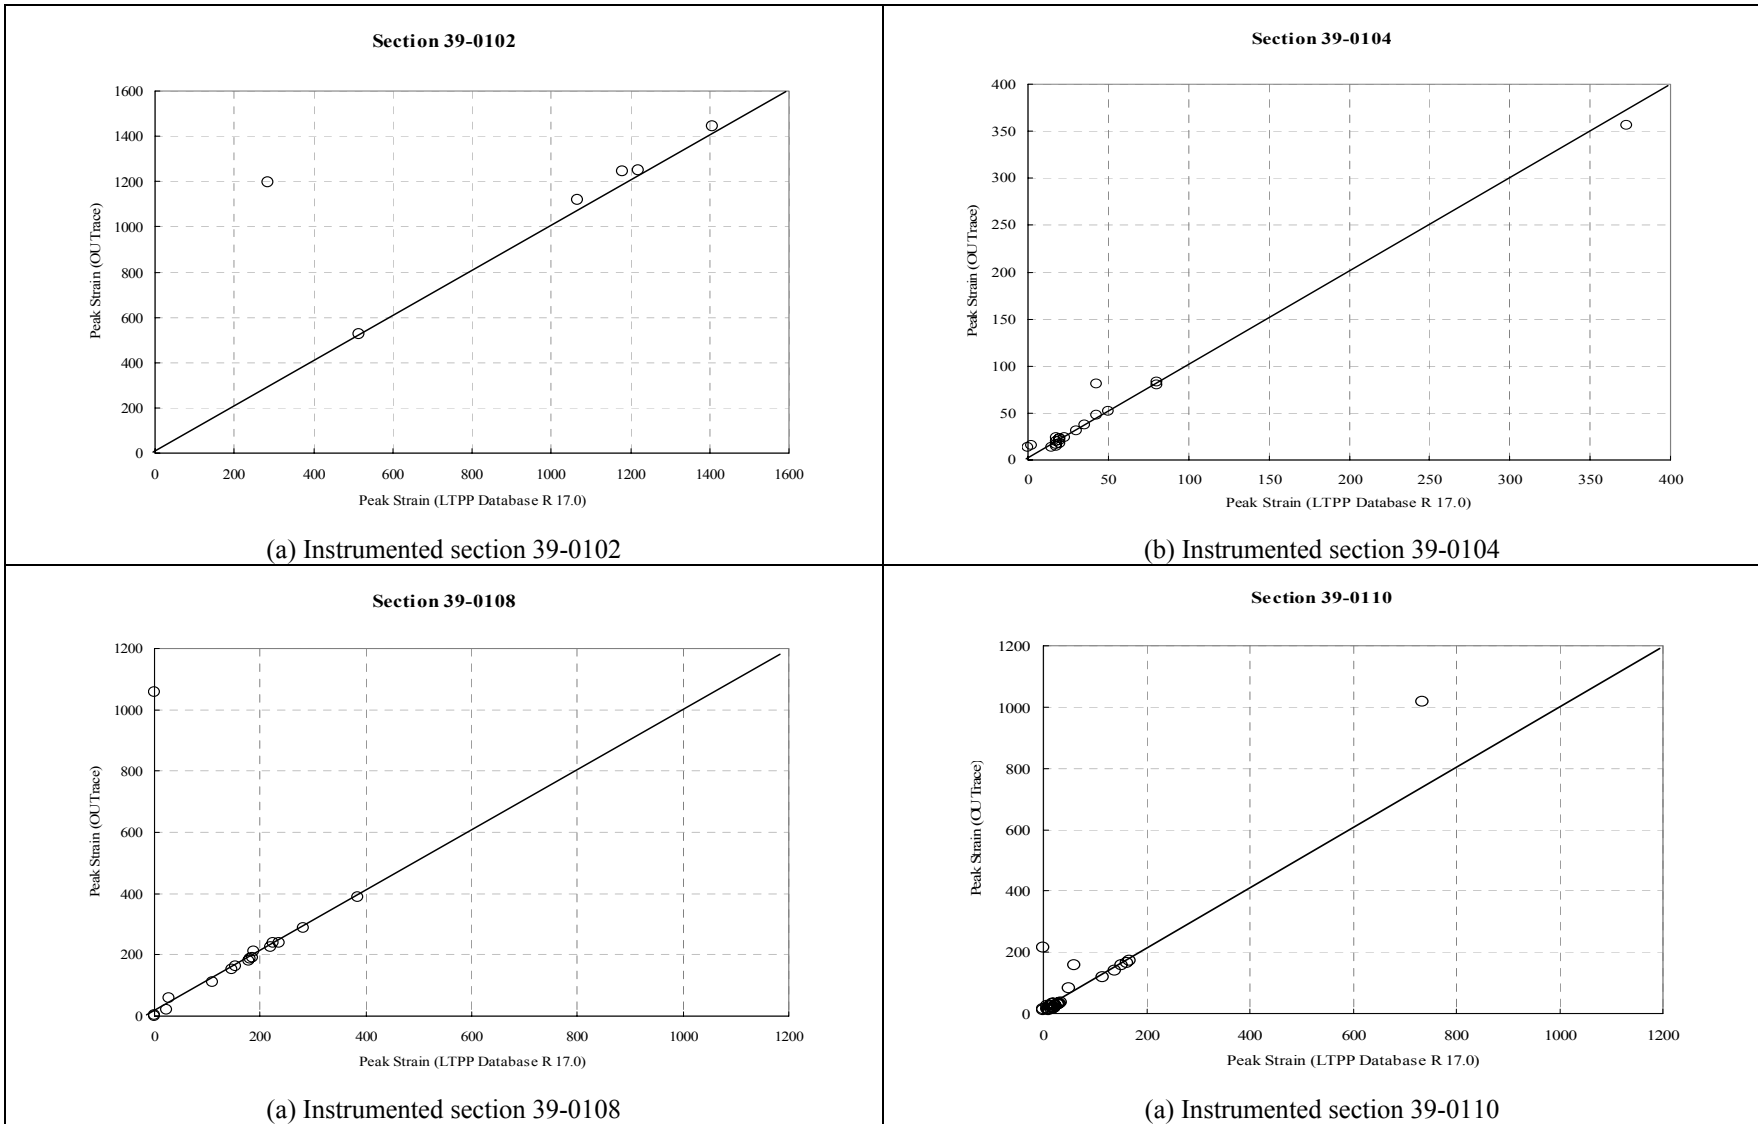 Section 39-0102
1600
1400
1200
1000
800
600
400
200
0
0 200 400 600 800 1000 1200 1400 1600
Peak Strain (OU Trace)
Peak Strain (LTPP Database R 17.0)
(a) Instrumented section 39-0102
Section 39-0104
400
350
300
250
200
150
100
50
0
0 50 100 150 200 250 300 350 400
Peak Strain (OU Trace)
Peak Strain (LTPP Database R 17.0)
(b) Instrumented section 39-0104
Section 39-0108
1200
1000
800
600
400
200
0
0 200 400 600 800 1000 1200
Peak Strain (OU Trace)
Peak Strain (LTPP Database R 17.0)
(a) Instrumented section 39-0108
Section 39-0110
1200
1000
800
600
400
200
0
0 200 400 600 800 1000 1200
Peak Strain (OU Trace)
Peak Strain (LTPP Database R 17.0)
(a) Instrumented section 39-0110